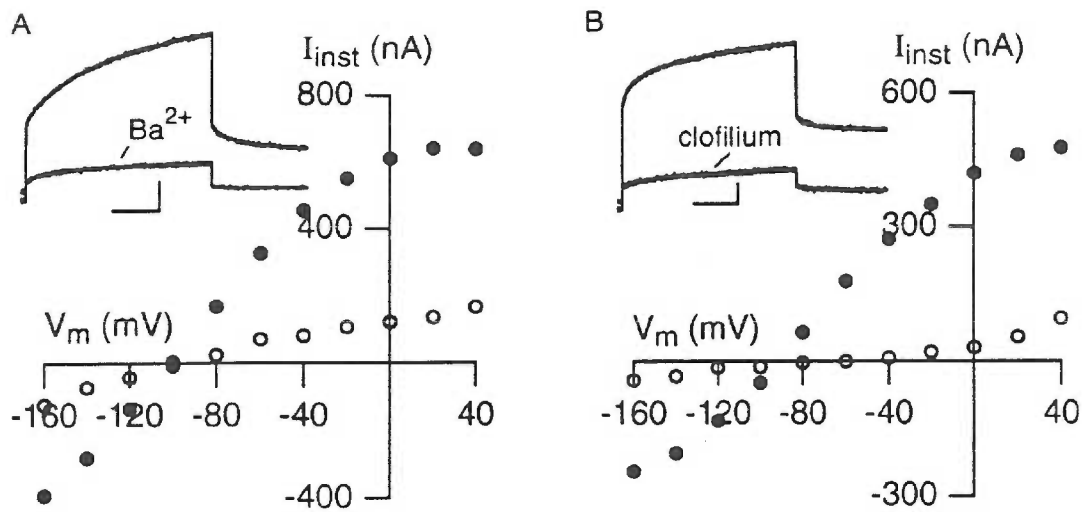 A
I_inst (nA)
800
Ba²⁺
400
V_m (mV)
-160 -120 -80 -40 40
-400
B
I_inst (nA)
600
clofilium
300
V_m (mV)
-160 -120 -80 -40 40
-300